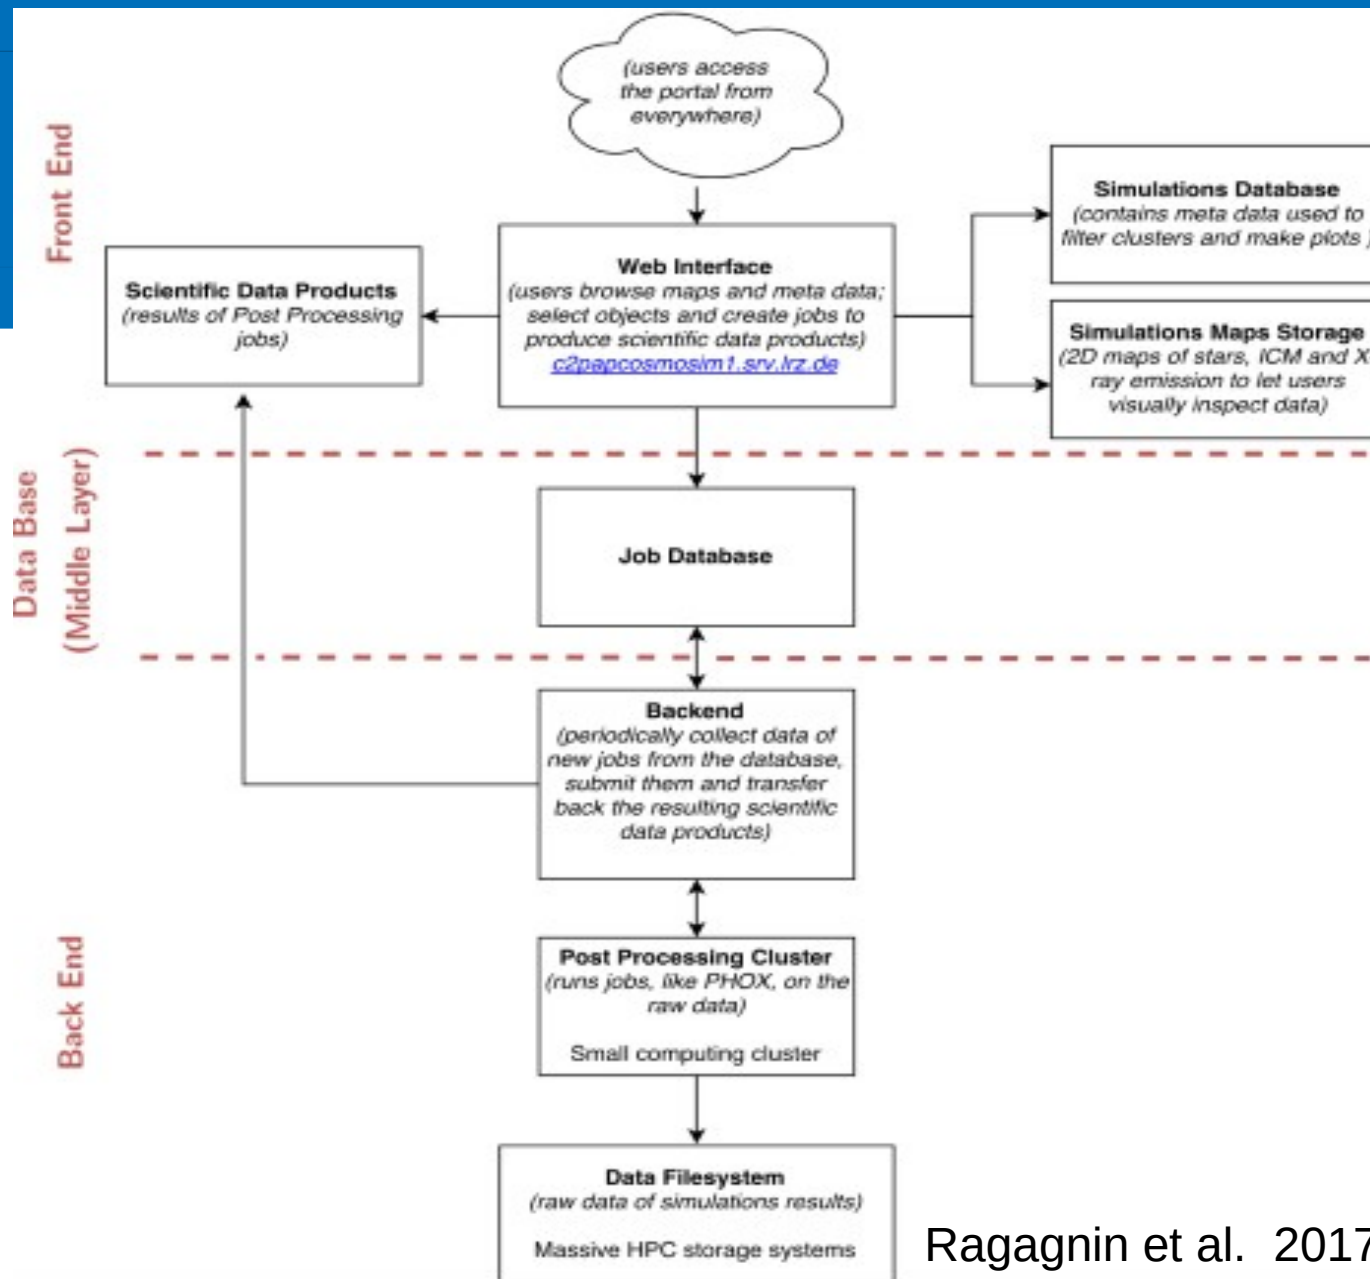 (users access
the portal from
everywhere)
Front End
Simulations Database
(contains meta data used to
filter clusters and make plots )
Web Interface
(users browse maps and meta data;
select objects and create jobs to
produce scientific data products)
c2papcosmosim1.srv.lrz.de
Scientific Data Products
(results of Post Processing
jobs)
Simulations Maps Storage
(2D maps of stars, ICM and X-
ray emission to let users
visually inspect data)
Data Base
(Middle Layer)
Job Database
Backend
(periodically collect data of
new jobs from the database,
submit them and transfer
back the resulting scientific
data products)
Back End
Post Processing Cluster
(runs jobs, like PHOX, on the
raw data)
Small computing cluster
Data Filesystem
(raw data of simulations results)
Massive HPC storage systems
Ragagnin et al. 2017